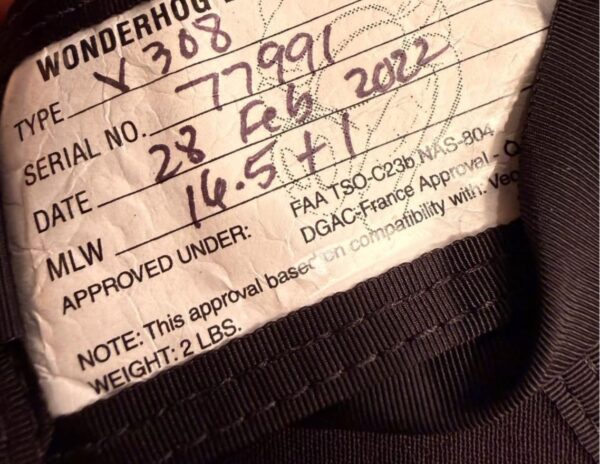 WONDERHOG
TYPE V 308
SERIAL NO. 77991
DATE 28 Feb 2022
MLW 16.5 + 1
APPROVED UNDER: FAA TSO-C23b, NAS-804
DGAC-France Approval -
NOTE: This approval based on compatibility with: Vec
WEIGHT: 2 LBS.